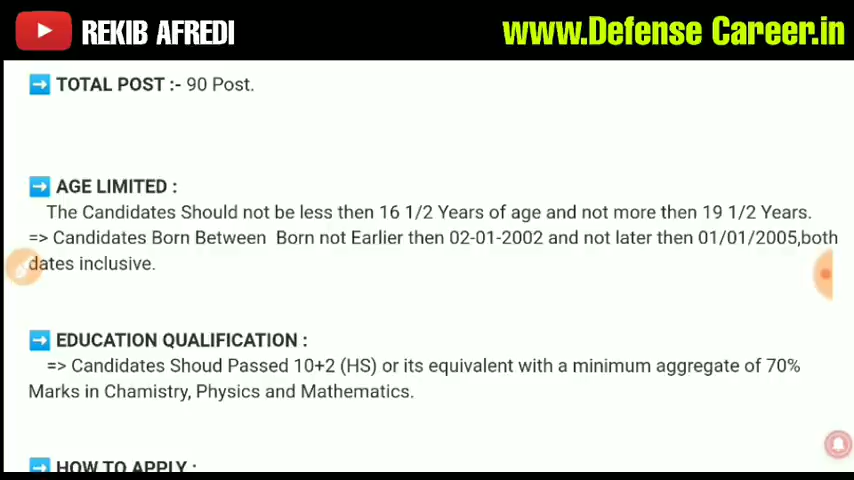 REKIB AFREDI
www.Defense Career.in
➡ TOTAL POST :- 90 Post.
➡ AGE LIMITED :
The Candidates Should not be less then 16 1/2 Years of age and not more then 19 1/2 Years.
=> Candidates Born Between Born not Earlier then 02-01-2002 and not later then 01/01/2005,both
dates inclusive.
➡ EDUCATION QUALIFICATION :
=> Candidates Shoud Passed 10+2 (HS) or its equivalent with a minimum aggregate of 70%
Marks in Chamistry, Physics and Mathematics.
➡ HOW TO APPLY :